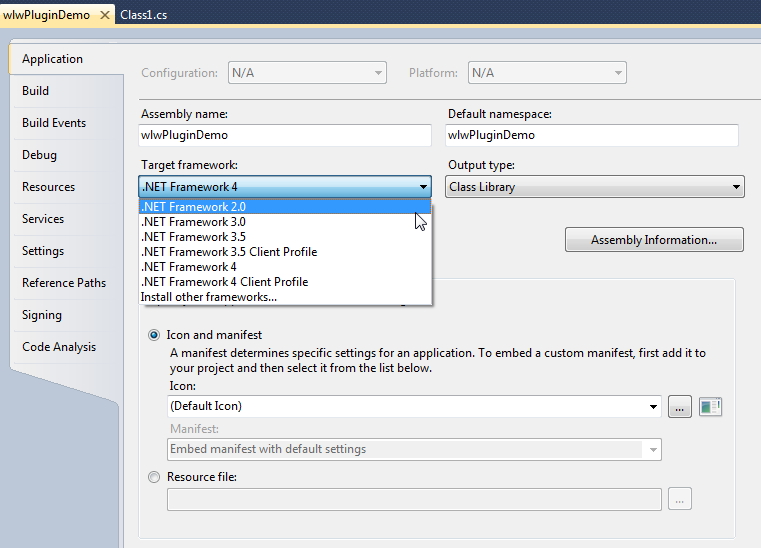 wlwPluginDemo
Class1.cs
Application
Build
Build Events
Debug
Resources
Services
Settings
Reference Paths
Signing
Code Analysis
Configuration:
N/A
Platform:
N/A
Assembly name:
Default namespace:
wlwPluginDemo
wlwPluginDemo
Target framework:
Output type:
.NET Framework 4
Class Library
.NET Framework 2.0
.NET Framework 3.0
.NET Framework 3.5
.NET Framework 3.5 Client Profile
.NET Framework 4
.NET Framework 4 Client Profile
Install other frameworks...
Assembly Information...
Icon and manifest
A manifest determines specific settings for an application. To embed a custom manifest, first add it to
your project and then select it from the list below.
Icon:
(Default Icon)
...
Manifest:
Embed manifest with default settings
Resource file:
...